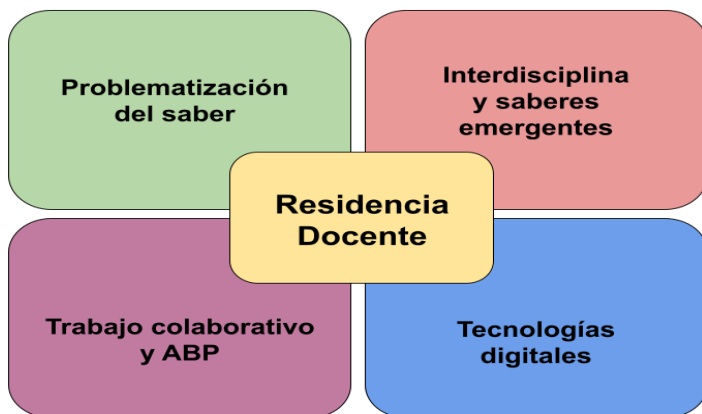 Problematización
del saber
Interdisciplina
y saberes
emergentes
Residencia
Docente
Trabajo colaborativo
y ABP
Tecnologías
digitales